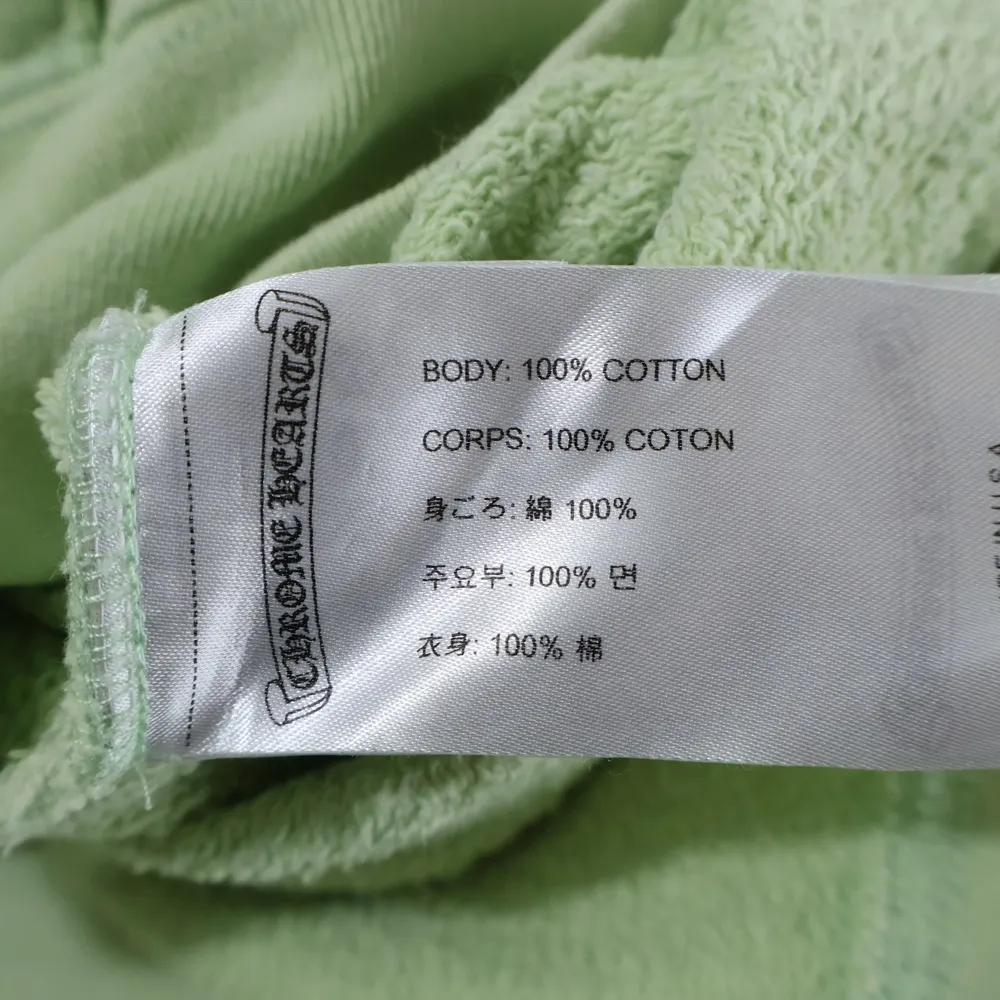 CHROME HEARTS
BODY: 100% COTTON
CORPS: 100% COTON
身ごろ: 綿 100%
주요부: 100% 면
衣身: 100% 棉